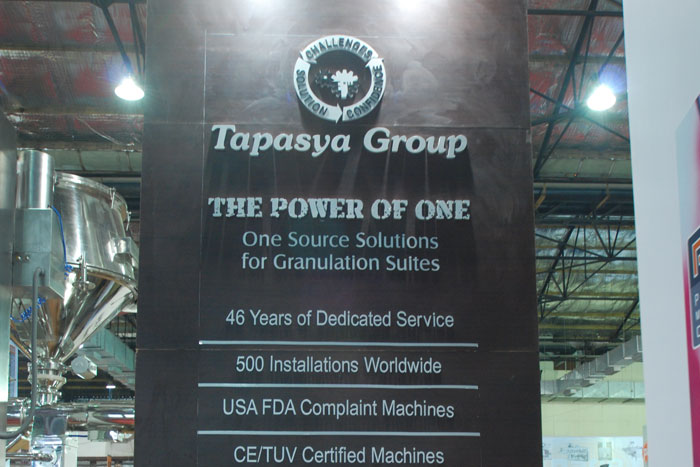 CHALLENGES
CONFIDENCE
SOLUTION
Tapasya Group
THE POWER OF ONE
One Source Solutions
for Granulation Suites
46 Years of Dedicated Service
500 Installations Worldwide
USA FDA Complaint Machines
CE/TUV Certified Machines